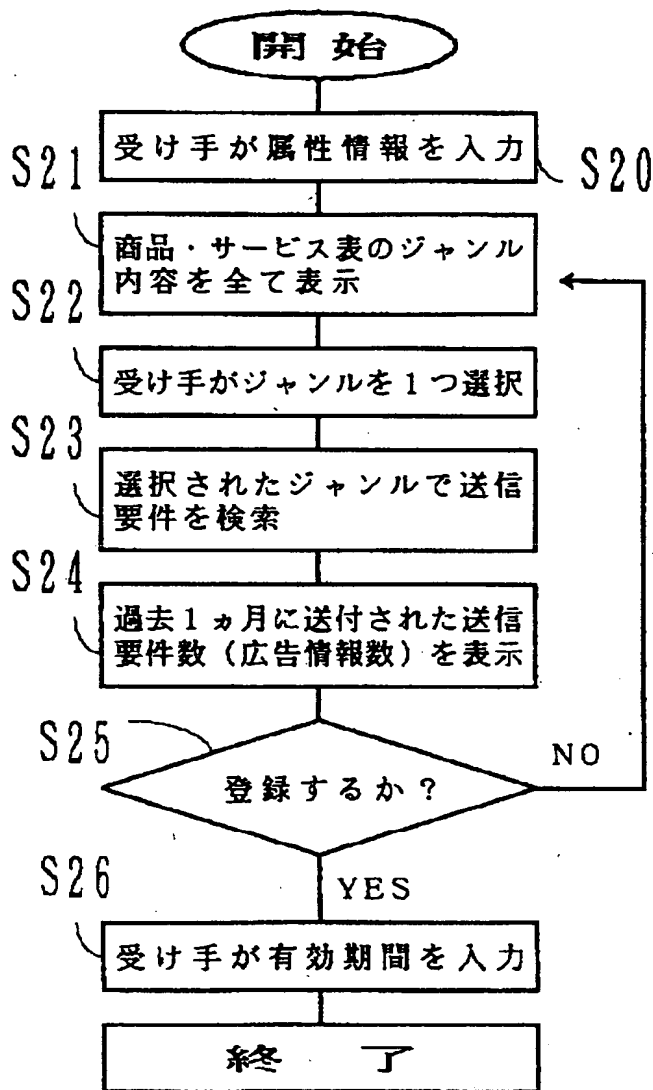 開始
受け手が属性情報を入力
S20
S21
商品・サービス表のジャンル
内容を全て表示
S22
受け手がジャンルを1つ選択
S23
選択されたジャンルで送信
要件を検索
S24
過去1ヵ月に送付された送信
要件数（広告情報数）を表示
S25
登録するか?
NO
YES
S26
受け手が有効期間を入力
終了